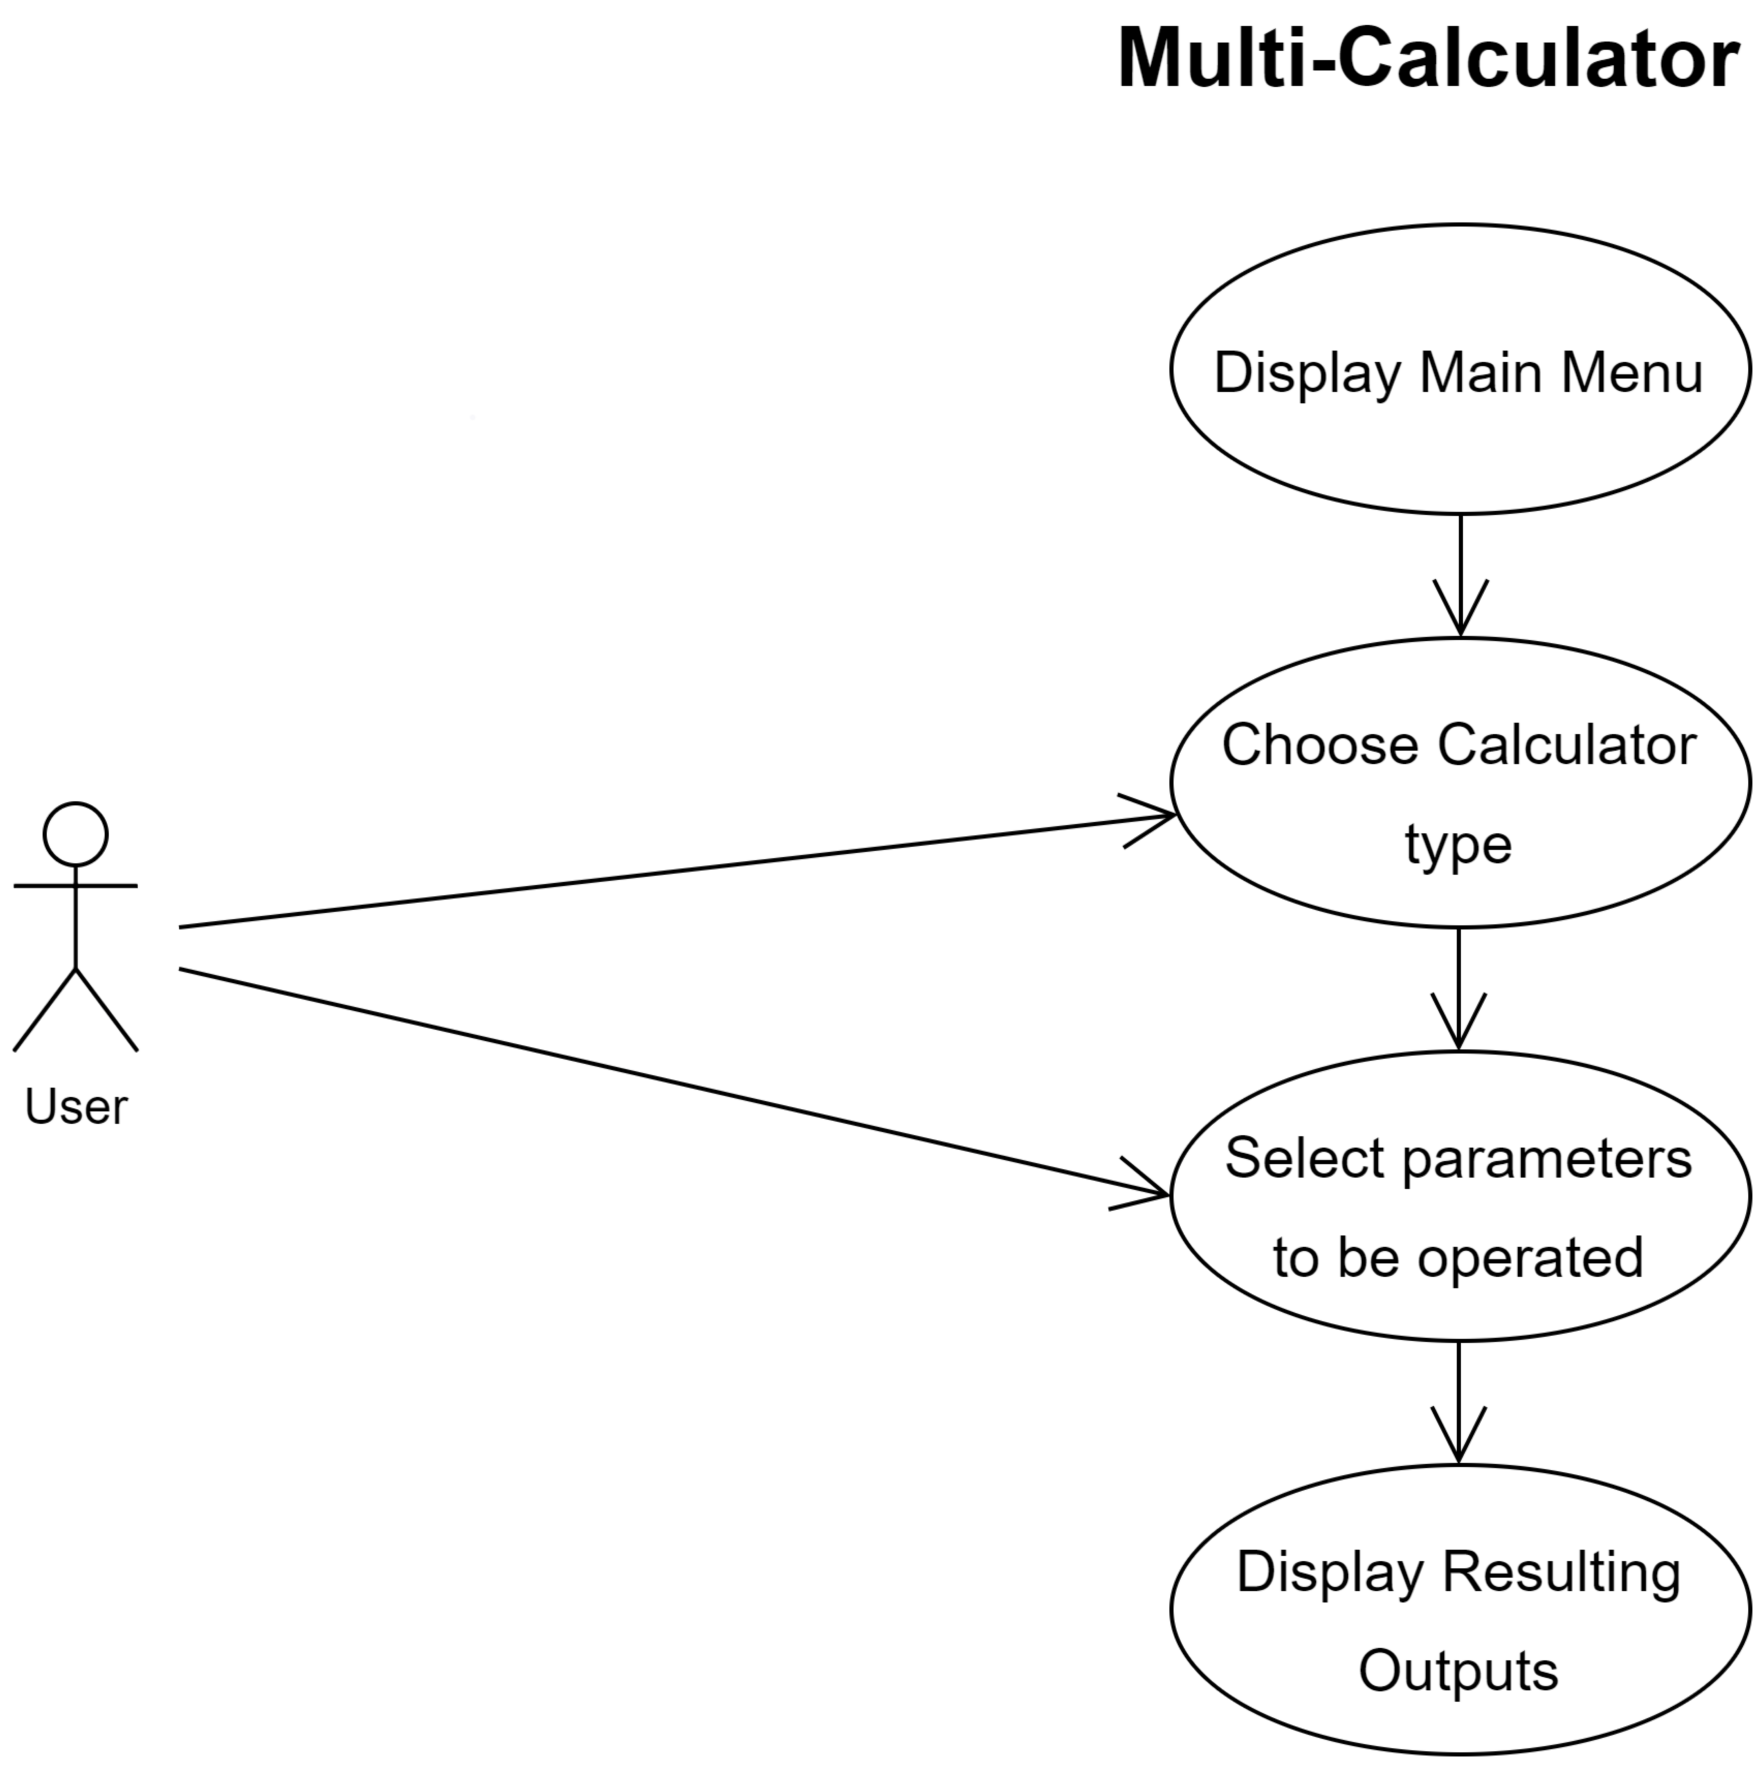 Multi-Calculator
Display Main Menu
Choose Calculator
type
User
Select parameters
to be operated
Display Resulting
Outputs